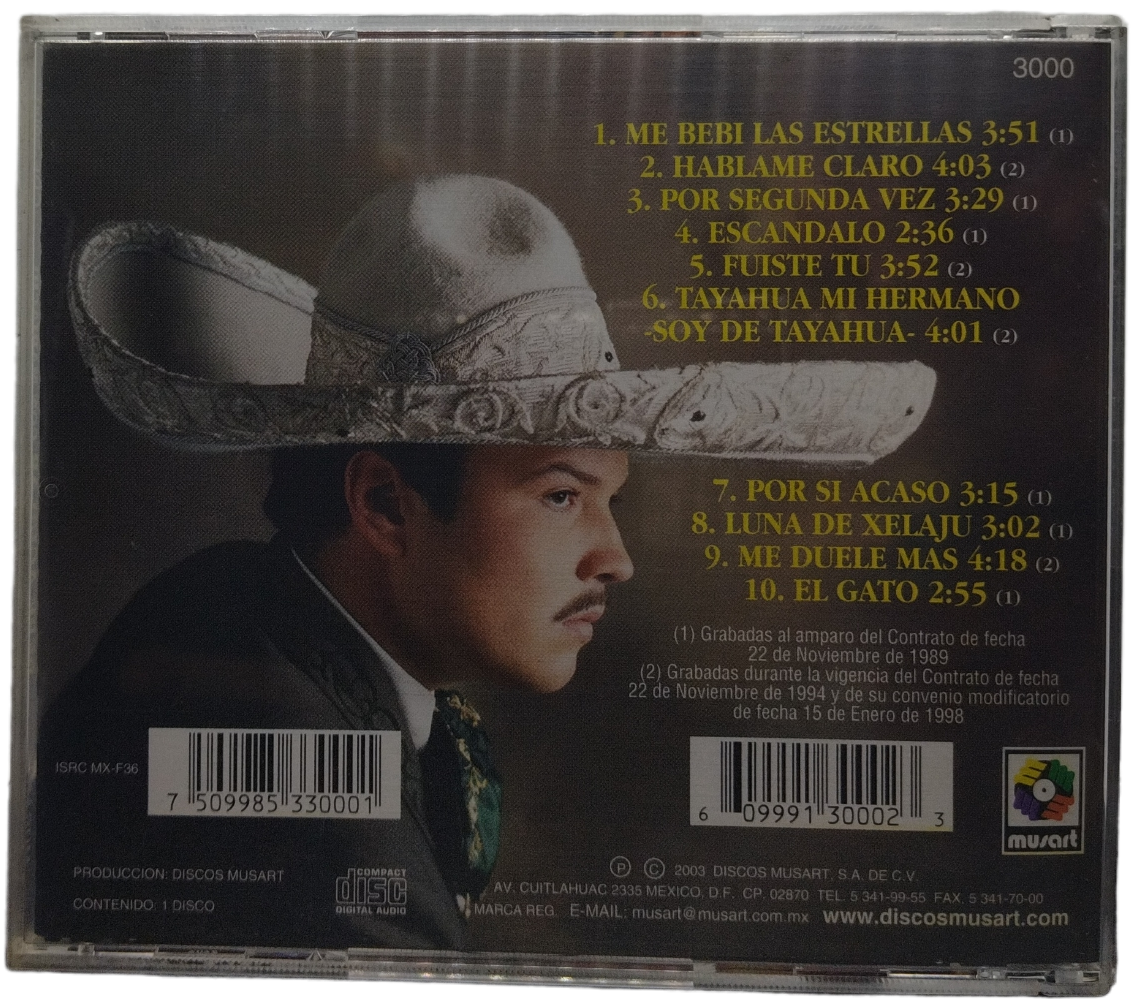 3000
1. ME BEBI LAS ESTRELLAS 3:51 (1)
2. HABLAME CLARO 4:03 (2)
3. POR SEGUNDA VEZ 3:29 (1)
4. ESCANDALO 2:36 (1)
5. FUISTE TU 3:52 (2)
6. TAYAHUA MI HERMANO
-SOY DE TAYAHUA- 4:01 (2)
7. POR SI ACASO 3:15 (1)
8. LUNA DE XELAJU 3:02 (1)
9. ME DUELE MAS 4:18 (2)
10. EL GATO 2:55 (1)
(1) Grabadas al amparo del Contrato de fecha
22 de Noviembre de 1989
(2) Grabadas durante la vigencia del Contrato de fecha
22 de Noviembre de 1994 y de su convenio modificatorio
de fecha 15 de Enero de 1998
ISRC MX-F36
7 509985 330001
6 09991 30002 3
musart
PRODUCCION: DISCOS MUSART
CONTENIDO: 1 DISCO
COMPACT
disc
DIGITAL AUDIO
Ⓟ © 2003 DISCOS MUSART, S.A. DE C.V.
AV. CUITLAHUAC 2335 MEXICO, D.F. CP. 02870 TEL. 5 341-99-55 FAX. 5 341-70-00
MARCA REG. E-MAIL: musart@musart.com.mx www.discosmusart.com